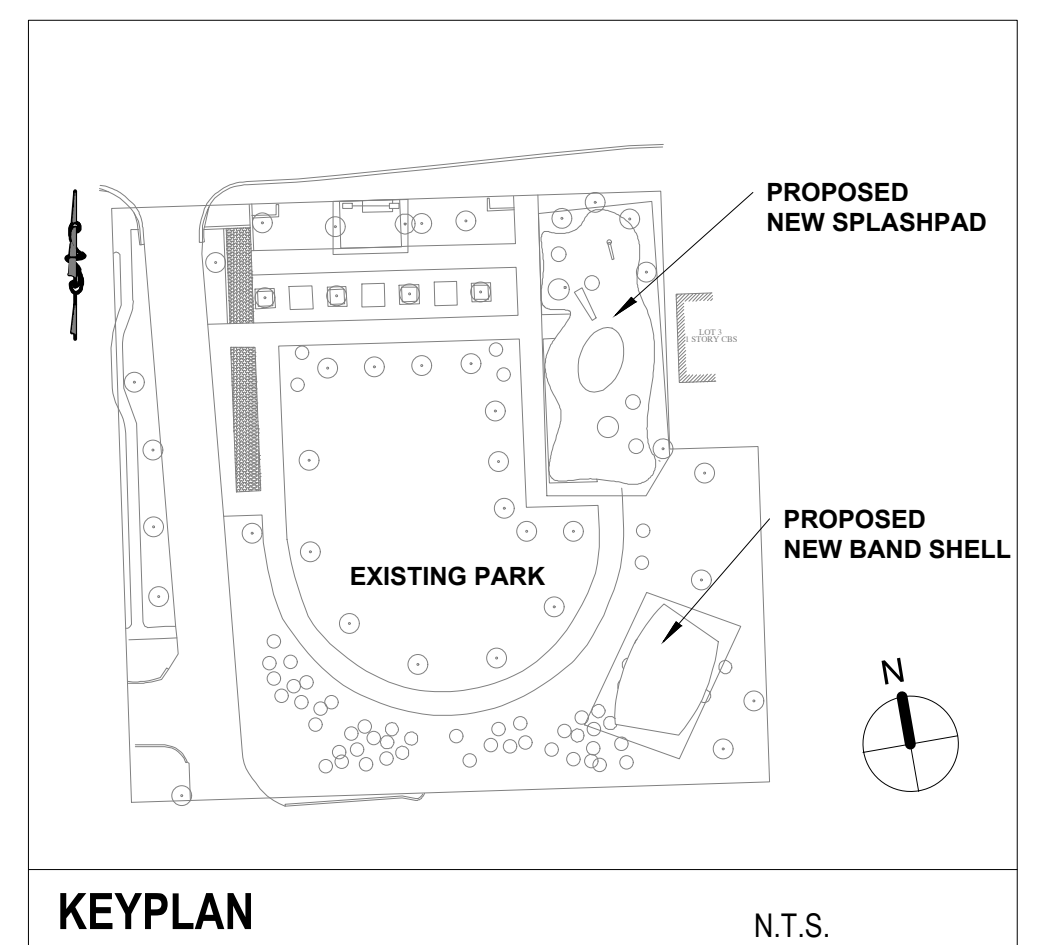 PROPOSED
NEW SPLASHPAD
LOT 3
1 STORY CBS
PROPOSED
NEW BAND SHELL
EXISTING PARK
N
KEYPLAN
N.T.S.